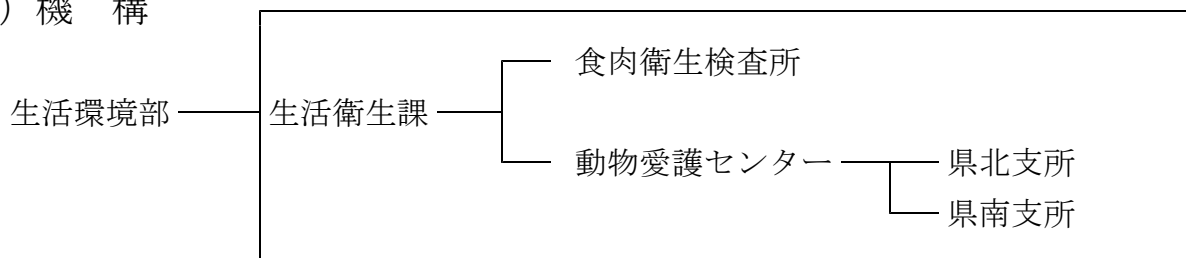 ）機　構
食肉衛生検査所
生活環境部　生活衛生課
動物愛護センター　県北支所
県南支所